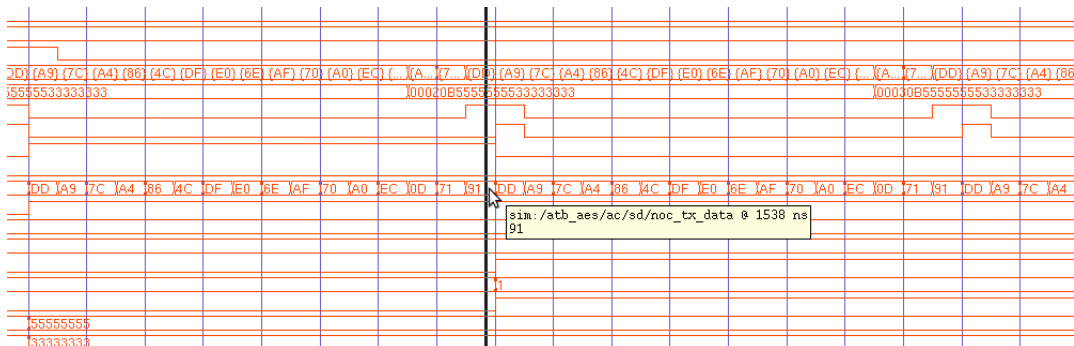 DD} {A9} {7C} {A4} {86} {4C} {DF} {E0} {6E} {AF} {70} {A0} {EC} {... {A... {7... {DD} {A9} {7C} {A4} {86} {4C} {DF} {E0} {6E} {AF} {70} {A0} {EC} {... {A... {7... {DD} {A9} {7C} {A4} {86
00020B5555555533333333 00030B5555555533333333
DD A9 7C A4 86 4C DF E0 6E AF 70 A0 EC 0D 71 91 DD A9 7C A4 86 4C DF E0 6E AF 70 A0 EC 0D 71 91 DD A9 7C A4
sim:/atb_aes/ac/sd/noc_tx_data @ 1538 ns
91
1
55555555
33333333